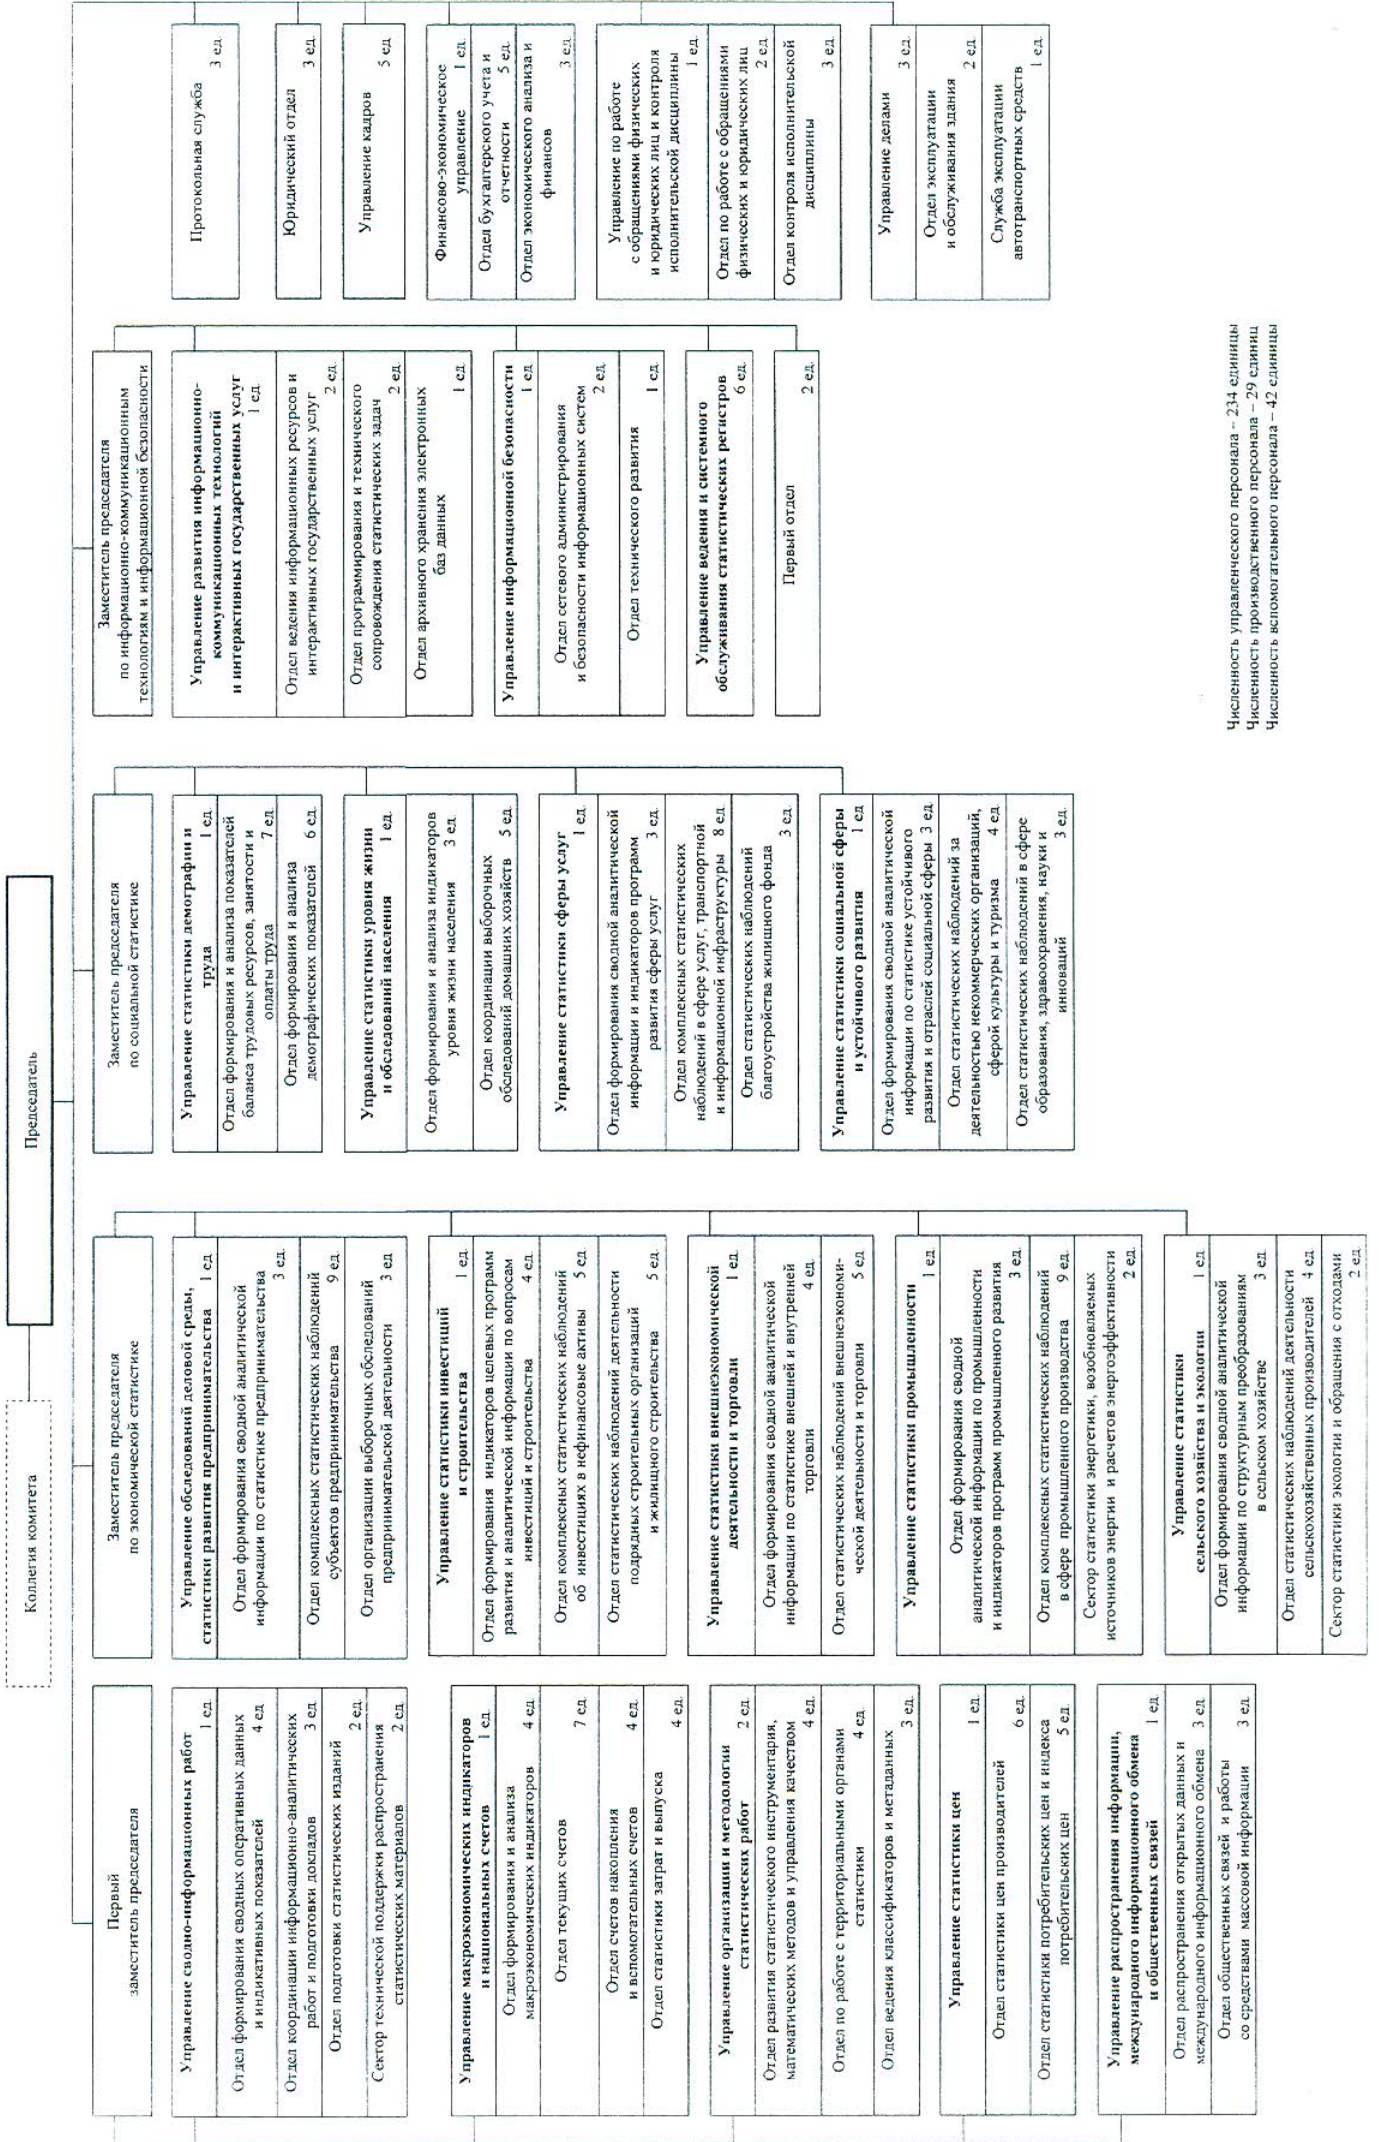 Коллегия комитета
Председатель
Первый
заместитель председателя
Управление сводно-информационных работ
1 ед.
Отдел формирования сводных оперативных данных
и индикативных показателей 4 ед.
Отдел координации информационно-аналитических
работ и подготовки докладов 3 ед.
Отдел подготовки статистических изданий
2 ед.
Сектор технической поддержки распространения
статистических материалов 2 ед.
Управление макроэкономических индикаторов
и национальных счетов 1 ед.
Отдел формирования и анализа
макроэкономических индикаторов 4 ед.
Отдел текущих счетов 7 ед.
Отдел счетов накопления
и вспомогательных счетов 4 ед.
Отдел статистики затрат и выпуска
4 ед.
Управление организации и методологии
статистических работ 2 ед.
Отдел развития статистического инструментария,
математических методов и управления качеством
4 ед.
Отдел по работе с территориальными органами
статистики 4 ед.
Отдел ведения классификаторов и метаданных
3 ед.
Управление статистики цен 1 ед.
Отдел статистики цен производителей 6 ед.
Отдел статистики потребительских цен и индекса
потребительских цен 5 ед.
Управление распространения информации,
международного информационного обмена
и общественных связей 1 ед.
Отдел распространения открытых данных и
международного информационного обмена 3 ед.
Отдел общественных связей и работы
со средствами массовой информации 3 ед.
Заместитель председателя
по экономической статистике
Управление обследований деловой среды,
статистики развития предпринимательства 1 ед.
Отдел формирования сводной аналитической
информации по статистике предпринимательства
3 ед.
Отдел комплексных статистических наблюдений
субъектов предпринимательства 9 ед.
Отдел организации выборочных обследований
предпринимательской деятельности 3 ед.
Управление статистики инвестиций
и строительства 1 ед.
Отдел формирования индикаторов целевых программ
развития и аналитической информации по вопросам
инвестиций и строительства 4 ед.
Отдел комплексных статистических наблюдений
об инвестициях в нефинансовые активы 5 ед.
Отдел статистических наблюдений деятельности
подрядных строительных организаций
и жилищного строительства 5 ед.
Управление статистики внешнеэкономической
деятельности и торговли 1 ед.
Отдел формирования сводной аналитической
информации по статистике внешней и внутренней
торговли 4 ед.
Отдел статистических наблюдений внешнеэкономи-
ческой деятельности и торговли 5 ед.
Управление статистики промышленности
1 ед.
Отдел формирования сводной
аналитической информации по промышленности
и индикаторов программ промышленного развития
3 ед.
Отдел комплексных статистических наблюдений
в сфере промышленного производства 9 ед.
Сектор статистики энергетики, возобновляемых
источников энергии и расчетов энергоэффективности
2 ед.
Управление статистики
сельского хозяйства и экологии 1 ед.
Отдел формирования сводной аналитической
информации по структурным преобразованиям
в сельском хозяйстве 3 ед.
Отдел статистических наблюдений деятельности
сельскохозяйственных производителей 4 ед.
Сектор статистики экологии и обращения с отходами
2 ед.
Заместитель председателя
по социальной статистике
Управление статистики демографии и
труда 1 ед.
Отдел формирования и анализа показателей
баланса трудовых ресурсов, занятости и
оплаты труда 7 ед.
Отдел формирования и анализа
демографических показателей 6 ед.
Управление статистики уровня жизни
и обследований населения 1 ед.
Отдел формирования и анализа индикаторов
уровня жизни населения 3 ед.
Отдел координации выборочных
обследований домашних хозяйств 5 ед.
Управление статистики сферы услуг
1 ед.
Отдел формирования сводной аналитической
информации и индикаторов программ
развития сферы услуг 3 ед.
Отдел комплексных статистических
наблюдений в сфере услуг, транспортной
и информационной инфраструктуры 8 ед.
Отдел статистических наблюдений
благоустройства жилищного фонда 3 ед.
Управление статистики социальной сферы
и устойчивого развития 1 ед
Отдел формирования сводной аналитической
информации по статистике устойчивого
развития и отраслей социальной сферы 3 ед.
Отдел статистических наблюдений за
деятельностью некоммерческих организаций,
сферой культуры и туризма 4 ед
Отдел статистических наблюдений в сфере
образования, здравоохранения, науки и
инноваций 3 ед.
Заместитель председателя
по информационно-коммуникационным
технологиям и информационной безопасности
Управление развития информационно-
коммуникационных технологий
и интерактивных государственных услуг
1 ед
Отдел ведения информационных ресурсов и
интерактивных государственных услуг
2 ед.
Отдел программирования и технического
сопровождения статистических задач 2 ед.
Отдел архивного хранения электронных
баз данных 1 ед.
Управление информационной безопасности
1 ед.
Отдел сетевого администрирования
и безопасности информационных систем
2 ед.
Отдел технического развития
1 ед.
Управление ведения и системного
обслуживания статистических регистров
6 ед.
Первый отдел 2 ед.
Протокольная служба
3 ед.
Юридический отдел 3 ед.
Управление кадров 5 ед
Финансово-экономическое
управление 1 ед.
Отдел бухгалтерского учета и
отчетности 5 ед.
Отдел экономического анализа и
финансов 3 ед.
Управление по работе
с обращениями физических
и юридических лиц и контроля
исполнительской дисциплины
1 ед
Отдел по работе с обращениями
физических и юридических лиц
2 ед
Отдел контроля исполнительской
дисциплины 3 ед
Управление делами
3 ед.
Отдел эксплуатации
и обслуживания здания
2 ед
Служба эксплуатации
автотранспортных средств
1 ед
Численность управленческого персонала – 234 единицы
Численность производственного персонала – 29 единиц
Численность вспомогательного персонала – 42 единицы